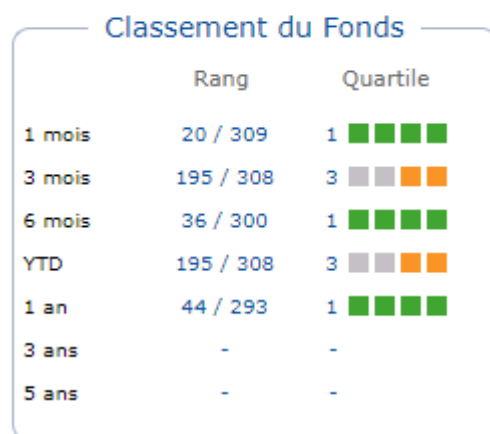 Classement du Fonds
Rang Quartile
1 mois 20 / 309 1
3 mois 195 / 308 3
6 mois 36 / 300 1
YTD 195 / 308 3
1 an 44 / 293 1
3 ans - -
5 ans - -